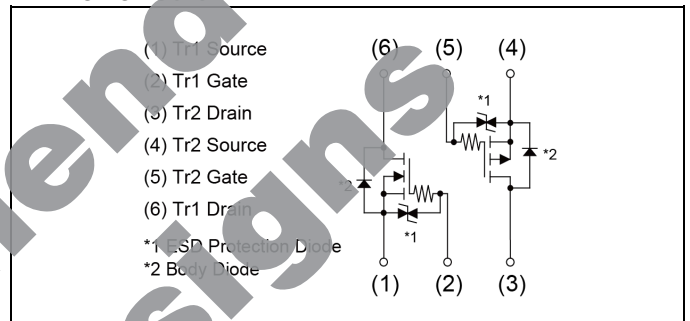 (1) Tr1 Source
(2) Tr1 Gate
(3) Tr2 Drain
(4) Tr2 Source
(5) Tr2 Gate
(6) Tr1 Drain
*1 ESD Protection Diode
*2 Body Diode
(6) (5) (4)
*1
*2
*2
*1
(1) (2) (3)